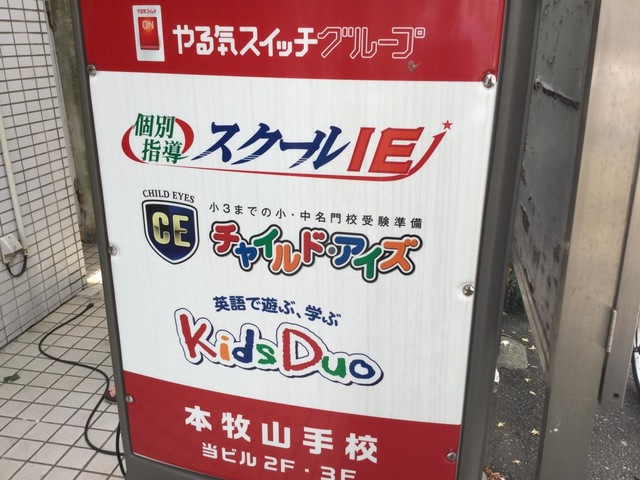 やる気スイッチ
ON
やる気スイッチグループ
個別
指導
スクールIE
CHILD EYES
CE
小3までの小・中名門校受験準備
チャイルド・アイズ
英語で遊ぶ、学ぶ
Kids Duo
本牧山手校
当ビル2F・3F